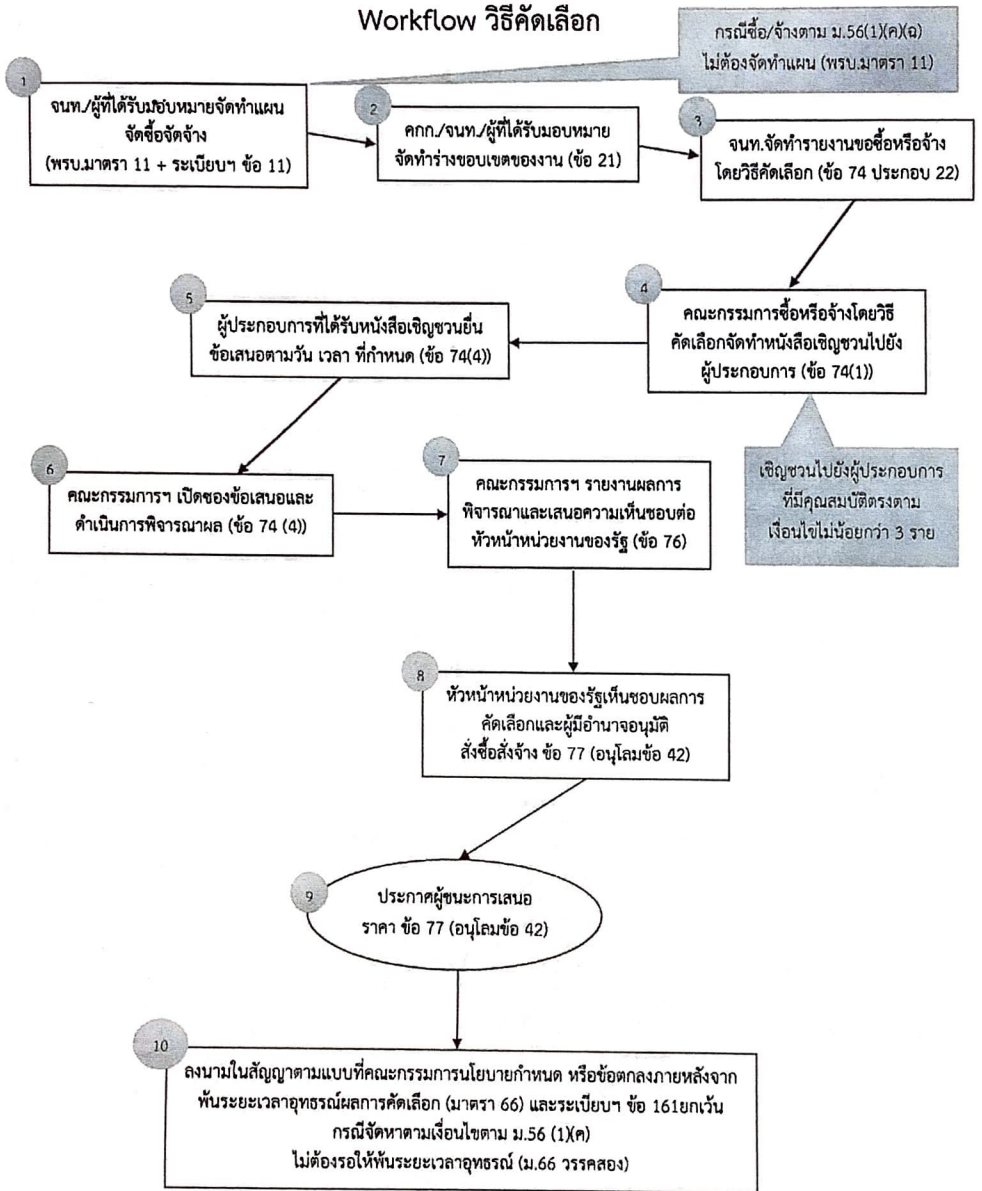 Workflow วิธีคัดเลือก
กรณีซื้อ/จ้างตาม ม.56(1)(ค)(ฉ)
ไม่ต้องจัดทำแผน (พรบ.มาตรา 11)
1
จนท./ผู้ที่ได้รับมอบหมายจัดทำแผน
จัดซื้อจัดจ้าง
(พรบ.มาตรา 11 + ระเบียบฯ ข้อ 11)
2
คกก./จนท./ผู้ที่ได้รับมอบหมาย
จัดทำร่างขอบเขตของงาน (ข้อ 21)
3
จนท.จัดทำรายงานขอซื้อหรือจ้าง
โดยวิธีคัดเลือก (ข้อ 74 ประกอบ 22)
4
คณะกรรมการซื้อหรือจ้างโดยวิธี
คัดเลือกจัดทำหนังสือเชิญชวนไปยัง
ผู้ประกอบการ (ข้อ 74(1))
เชิญชวนไปยังผู้ประกอบการ
ที่มีคุณสมบัติตรงตาม
เงื่อนไขไม่น้อยกว่า 3 ราย
5
ผู้ประกอบการที่ได้รับหนังสือเชิญชวนยื่น
ข้อเสนอตามวัน เวลา ที่กำหนด (ข้อ 74(4))
6
คณะกรรมการฯ เปิดซองข้อเสนอและ
ดำเนินการพิจารณาผล (ข้อ 74 (4))
7
คณะกรรมการฯ รายงานผลการ
พิจารณาและเสนอความเห็นชอบต่อ
หัวหน้าหน่วยงานของรัฐ (ข้อ 76)
8
หัวหน้าหน่วยงานของรัฐเห็นชอบผลการ
คัดเลือกและผู้มีอำนาจอนุมัติ
สั่งซื้อสั่งจ้าง ข้อ 77 (อนุโลมข้อ 42)
9
ประกาศผู้ชนะการเสนอ
ราคา ข้อ 77 (อนุโลมข้อ 42)
10
ลงนามในสัญญาตามแบบที่คณะกรรมการนโยบายกำหนด หรือข้อตกลงภายหลังจาก
พ้นระยะเวลาอุทธรณ์ผลการคัดเลือก (มาตรา 66) และระเบียบฯ ข้อ 161ยกเว้น
กรณีจัดหาตามเงื่อนไขตาม ม.56 (1)(ค)
ไม่ต้องรอให้พ้นระยะเวลาอุทธรณ์ (ม.66 วรรคสอง)